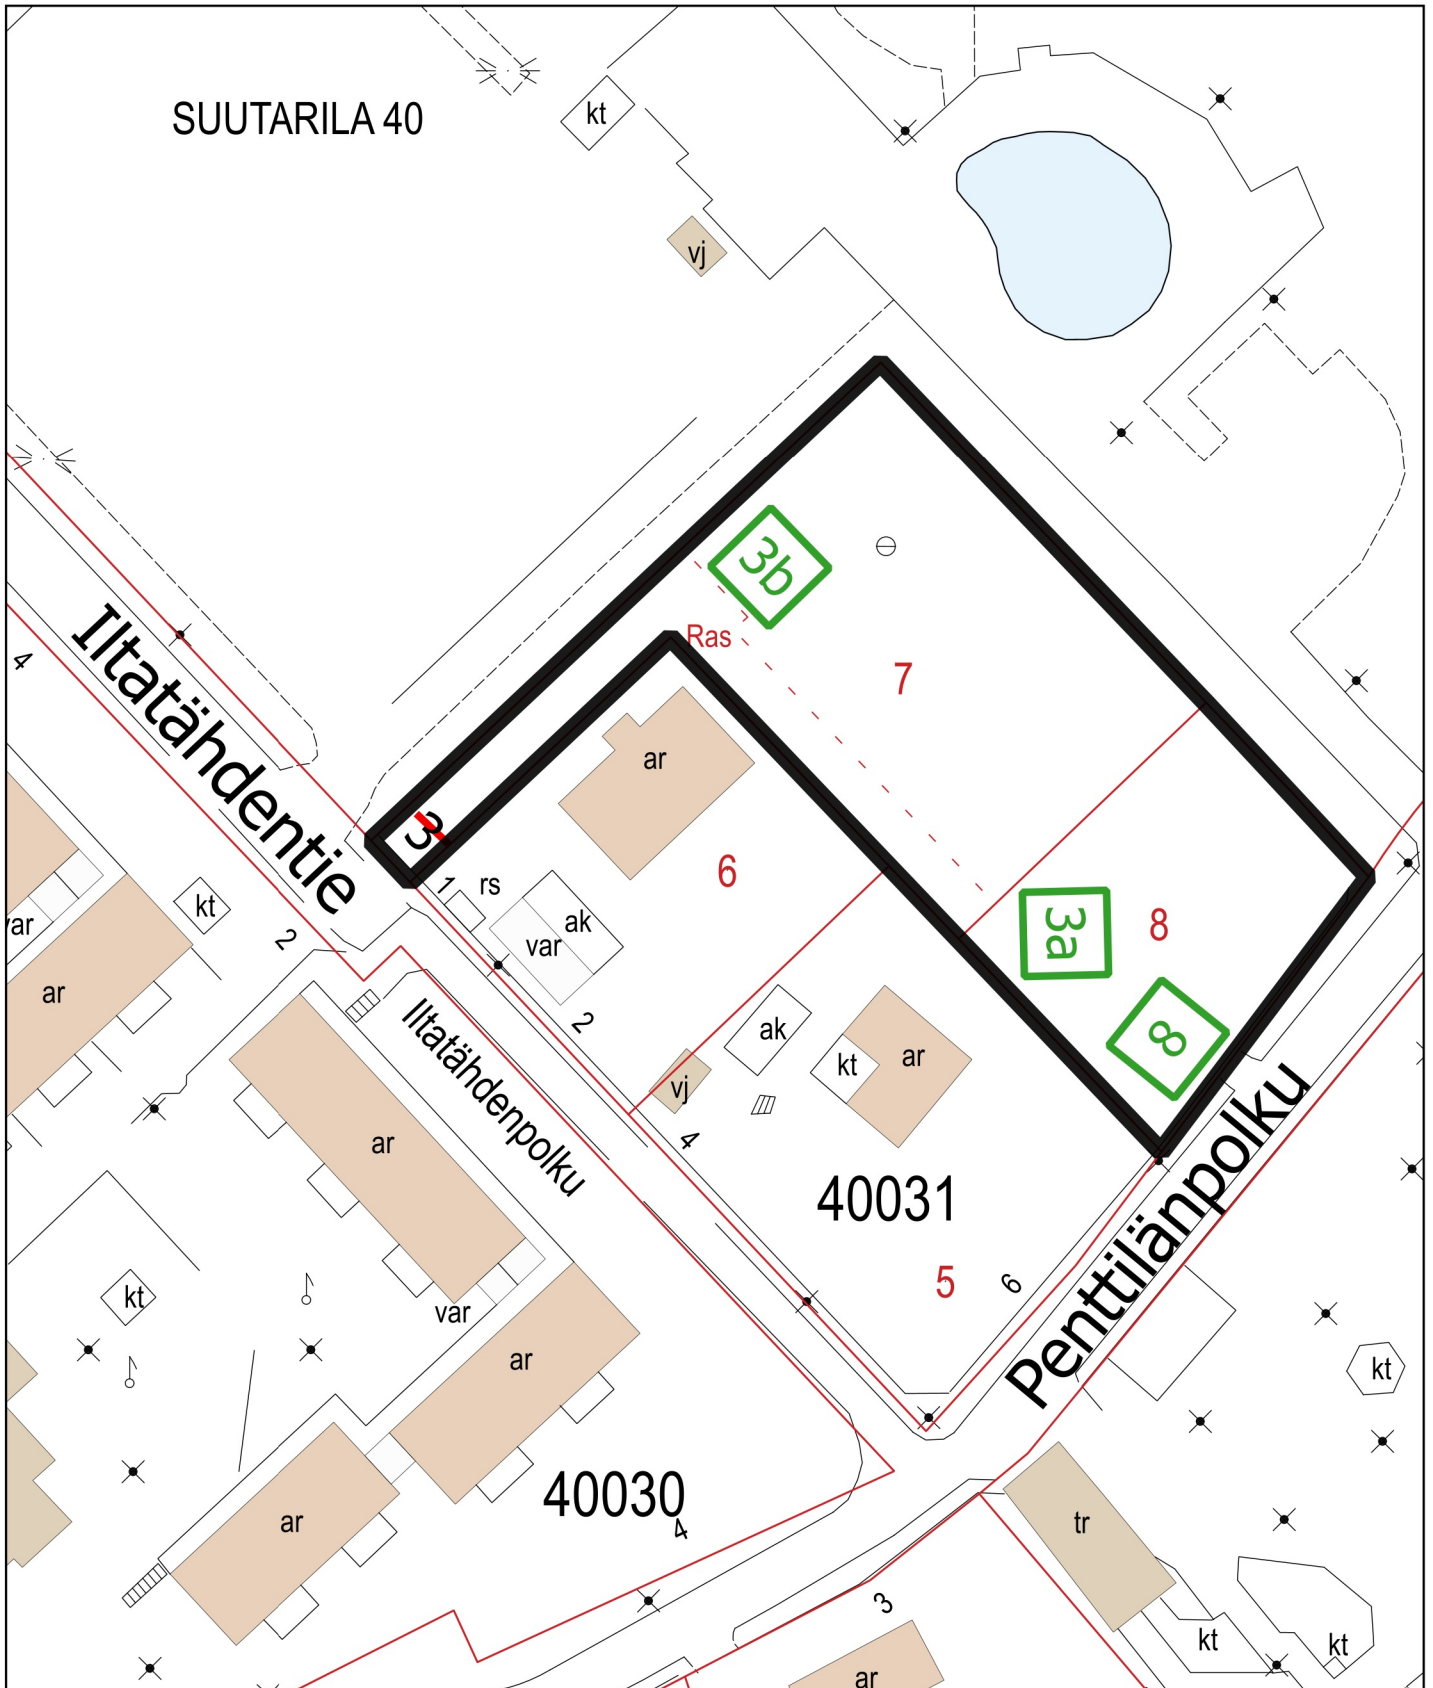 SUUTARILA 40
kt
vj
3b
Ras
7
4
Iltatähdentie
ar
3
6
1
rs
ak
var
kt
var
2
ar
3a
8
8
2
Iltatähdenpolku
ak
kt
ar
vj
4
ar
40031
5
6
Penttilänpolku
kt
var
ar
kt
40030
4
ar
tr
3
kt
kt
ar